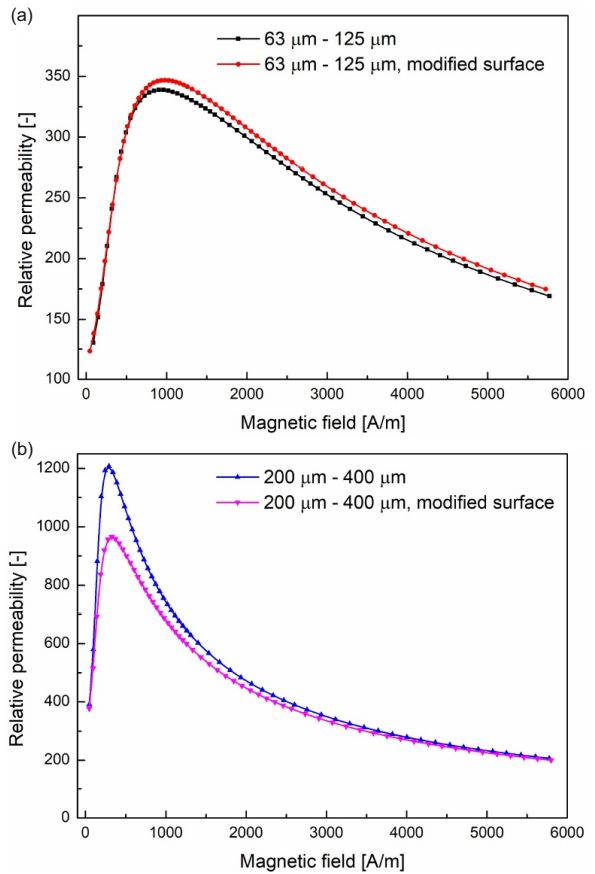 (a)
63 μm - 125 μm
63 μm - 125 μm, modified surface
350
300
250
200
150
100
Relative permeability [-]
0 1000 2000 3000 4000 5000 6000
Magnetic field [A/m]
(b)
200 μm - 400 μm
200 μm - 400 μm, modified surface
1200
1000
800
600
400
200
0
Relative permeability [-]
0 1000 2000 3000 4000 5000 6000
Magnetic field [A/m]